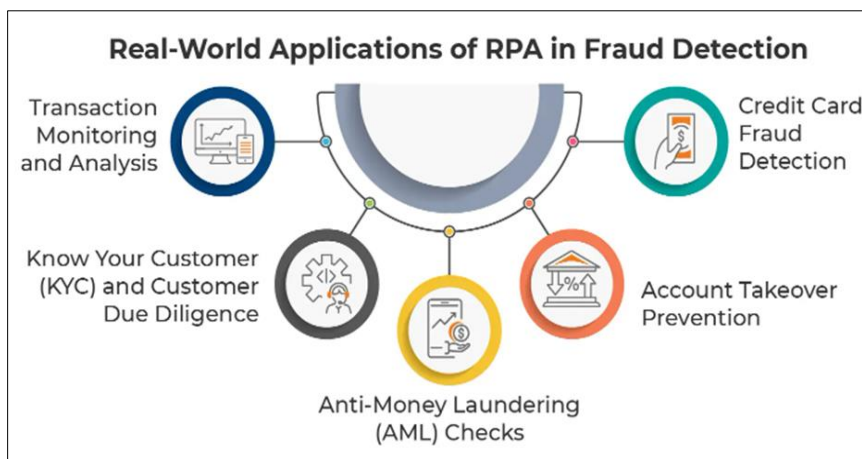 Real-World Applications of RPA in Fraud Detection
Transaction
Monitoring
and Analysis
Credit Card
Fraud
Detection
Know Your Customer
(KYC) and Customer
Due Diligence
Account Takeover
Prevention
Anti-Money Laundering
(AML) Checks